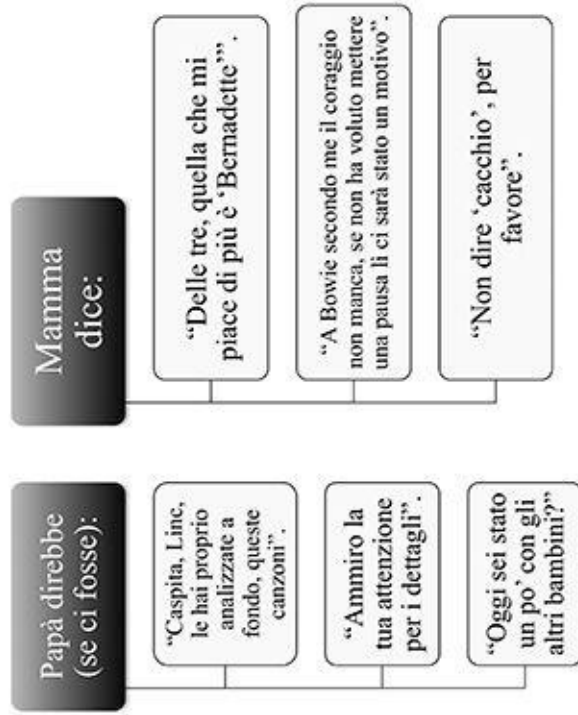 Papà direbbe
(se ci fosse):
“Caspita, Linc,
le hai proprio
analizzate a
fondo, queste
canzoni”.
“Ammiro la
tua attenzione
per i dettagli”.
“Oggi sei stato
un po’ con gli
altri bambini?”
Mamma
dice:
“Delle tre, quella che mi
piace di più è ‘Bernadette’”.
“A Bowie secondo me il coraggio
non manca, se non ha voluto mettere
una pausa lì ci sarà stato un motivo”.
“Non dire ‘cacchio’, per
favore”.